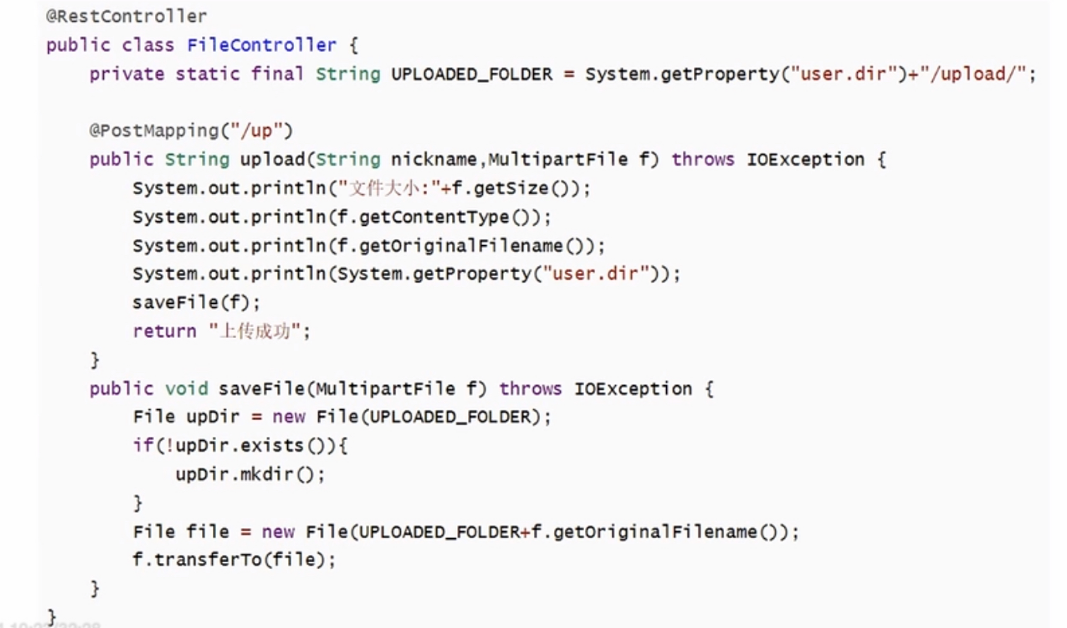 @RestController
public class FileController {
    private static final String UPLOADED_FOLDER = System.getProperty("user.dir")+"/upload/";

    @PostMapping("/up")
    public String upload(String nickname,MultipartFile f) throws IOException {
        System.out.println("文件大小:"+f.getSize());
        System.out.println(f.getContentType());
        System.out.println(f.getOriginalFilename());
        System.out.println(System.getProperty("user.dir"));
        saveFile(f);
        return "上传成功";
    }
    public void saveFile(MultipartFile f) throws IOException {
        File upDir = new File(UPLOADED_FOLDER);
        if(!upDir.exists()){
            upDir.mkdir();
        }
        File file = new File(UPLOADED_FOLDER+f.getOriginalFilename());
        f.transferTo(file);
    }
}